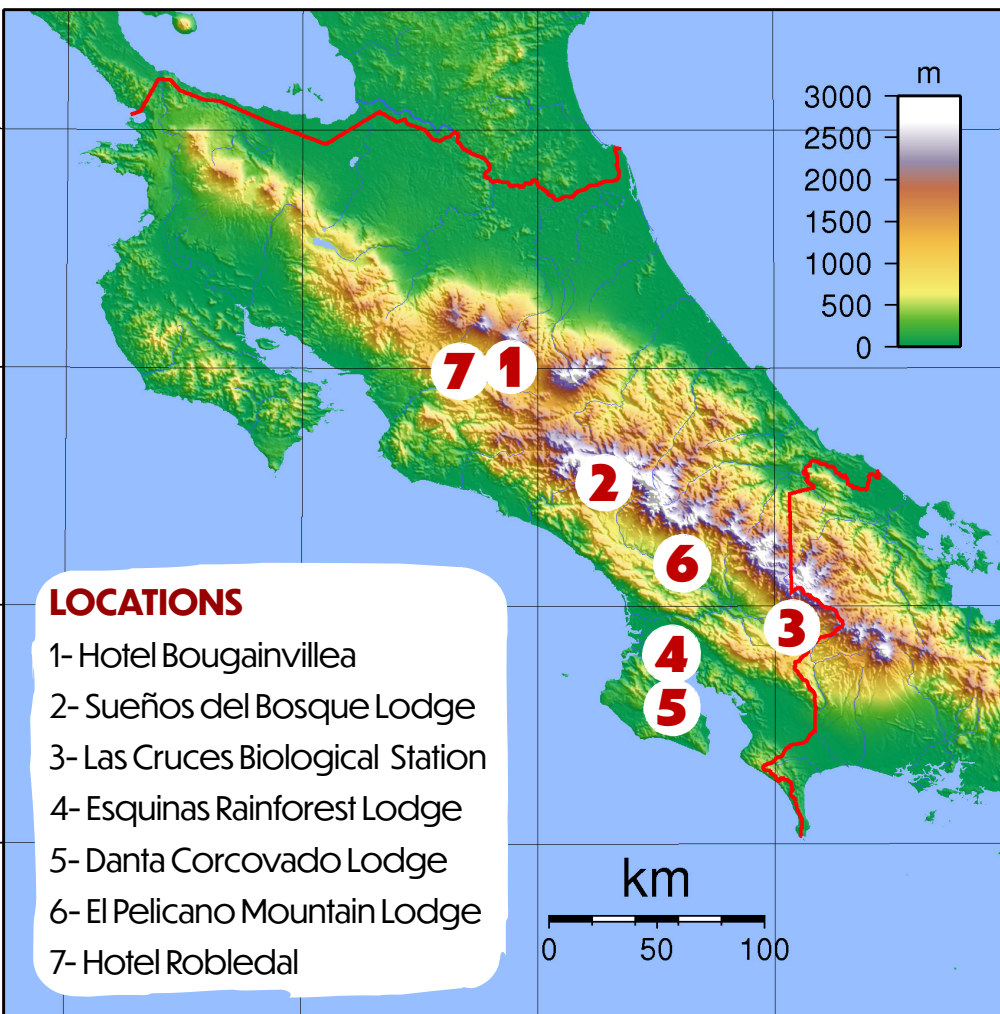 m
3000
2500
2000
1500
1000
500
0
7 1
2
6
3
4
5
LOCATIONS
1- Hotel Bougainvillea
2- Sueños del Bosque Lodge
3- Las Cruces Biological Station
4- Esquinas Rainforest Lodge
5- Danta Corcovado Lodge
6- El Pelicano Mountain Lodge
7- Hotel Robledal
km
0 50 100